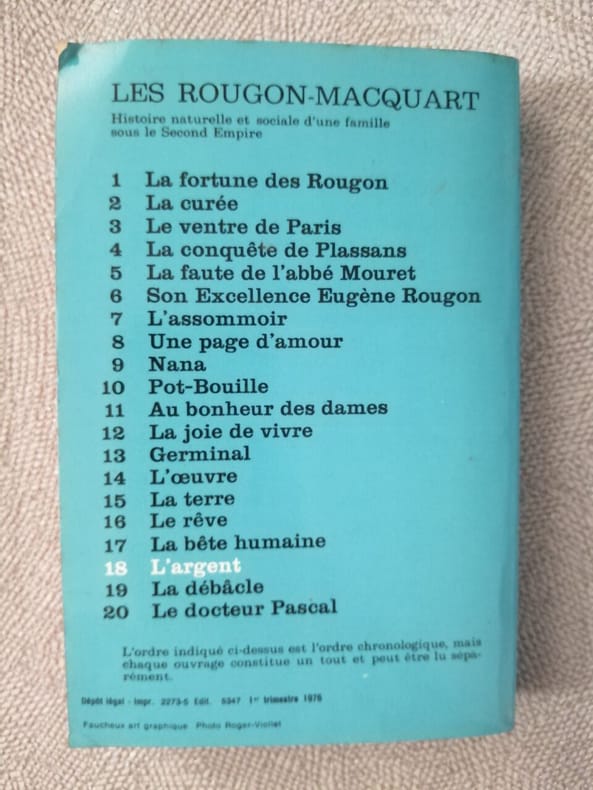 LES ROUGON-MACQUART
Histoire naturelle et sociale d'une famille
sous le Second Empire
1 La fortune des Rougon
2 La curée
3 Le ventre de Paris
4 La conquête de Plassans
5 La faute de l'abbé Mouret
6 Son Excellence Eugène Rougon
7 L'assommoir
8 Une page d'amour
9 Nana
10 Pot-Bouille
11 Au bonheur des dames
12 La joie de vivre
13 Germinal
14 L'œuvre
15 La terre
16 Le rêve
17 La bête humaine
18 L'argent
19 La débâcle
20 Le docteur Pascal
L'ordre indiqué ci-dessus est l'ordre chronologique, mais
chaque ouvrage constitue un tout et peut être lu sépa-
rément.
Dépôt légal - Impr. 2273-5 Edit. 5347 1er trimestre 1976
Faucheux art graphique Photo Roger-Viollet